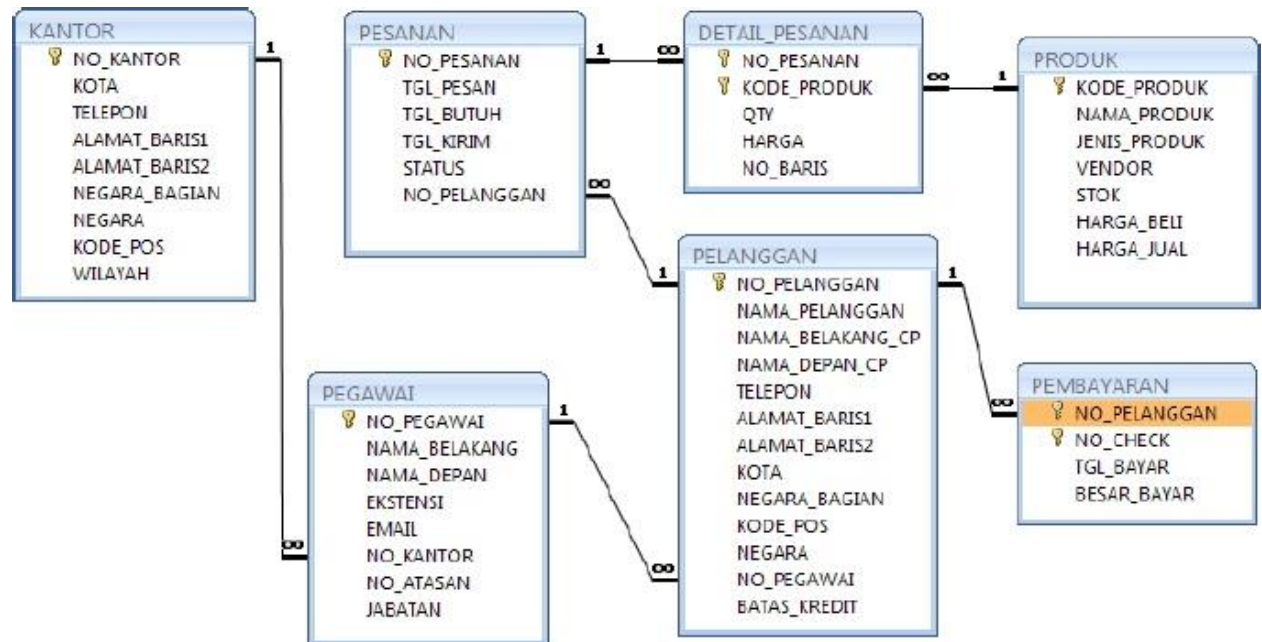 KANTOR
NO_KANTOR
KOTA
TELEPON
ALAMAT_BARIS1
ALAMAT_BARIS2
NEGARA_BAGIAN
NEGARA
KODE_POS
WILAYAH
1
∞
PESANAN
NO_PESANAN
TGL_PESAN
TGL_BUTUH
TGL_KIRIM
STATUS
NO_PELANGGAN
1
∞
∞
1
DETAIL_PESANAN
NO_PESANAN
KODE_PRODUK
QTY
HARGA
NO_BARIS
∞
1
PRODUK
KODE_PRODUK
NAMA_PRODUK
JENIS_PRODUK
VENDOR
STOK
HARGA_BELI
HARGA_JUAL
PEGAWAI
NO_PEGAWAI
NAMA_BELAKANG
NAMA_DEPAN
EKSTENSI
EMAIL
NO_KANTOR
NO_ATASAN
JABATAN
1
∞
PELANGGAN
NO_PELANGGAN
NAMA_PELANGGAN
NAMA_BELAKANG_CP
NAMA_DEPAN_CP
TELEPON
ALAMAT_BARIS1
ALAMAT_BARIS2
KOTA
NEGARA_BAGIAN
KODE_POS
NEGARA
NO_PEGAWAI
BATAS_KREDIT
1
∞
PEMBAYARAN
NO_PELANGGAN
NO_CHECK
TGL_BAYAR
BESAR_BAYAR